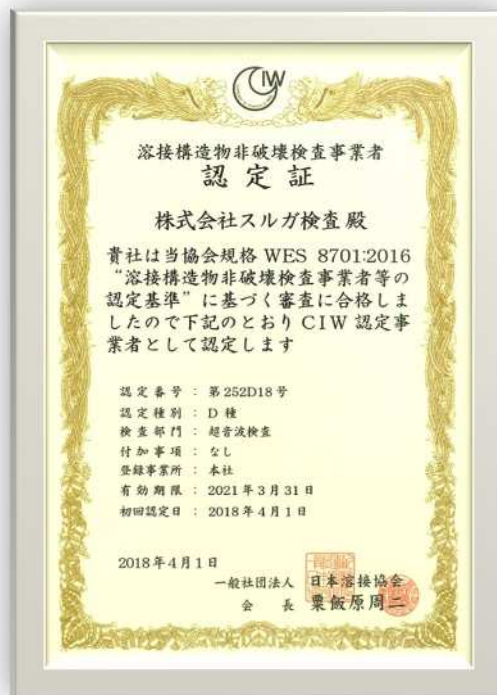 CIW
溶接構造物非破壊検査事業者
認定証
株式会社スルガ検査 殿
貴社は当協会規格 WES 8701:2016
“溶接構造物非破壊検査事業者等の
認定基準”に基づく審査に合格しま
したので下記のとおり CIW 認定事
業者として認定します
認定番号 : 第252D18号
認定種別 : D 種
検査部門 : 超音波検査
付加事項 : なし
登録事業所 : 本社
有効期限 : 2021年3月31日
初回認定日 : 2018年4月1日
2018年4月1日
一般社団法人 日本溶接協会
会 長 粟飯原周二